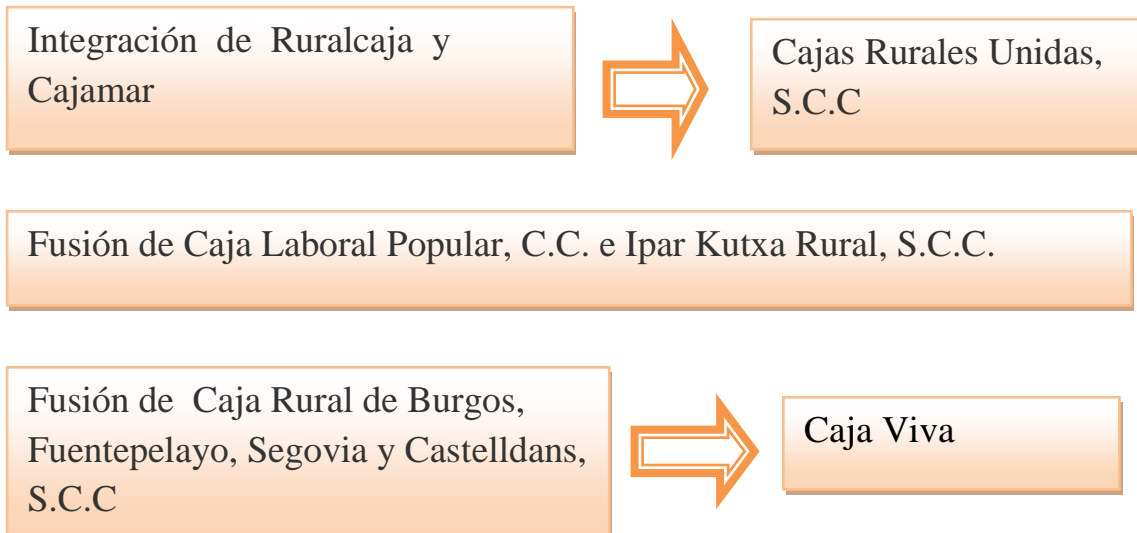 Integración de Ruralcaja y
Cajamar
Cajas Rurales Unidas,
S.C.C
Fusión de Caja Laboral Popular, C.C. e Ipar Kutxa Rural, S.C.C.
Fusión de Caja Rural de Burgos,
Fuentepelayo, Segovia y Castelldans,
S.C.C
Caja Viva